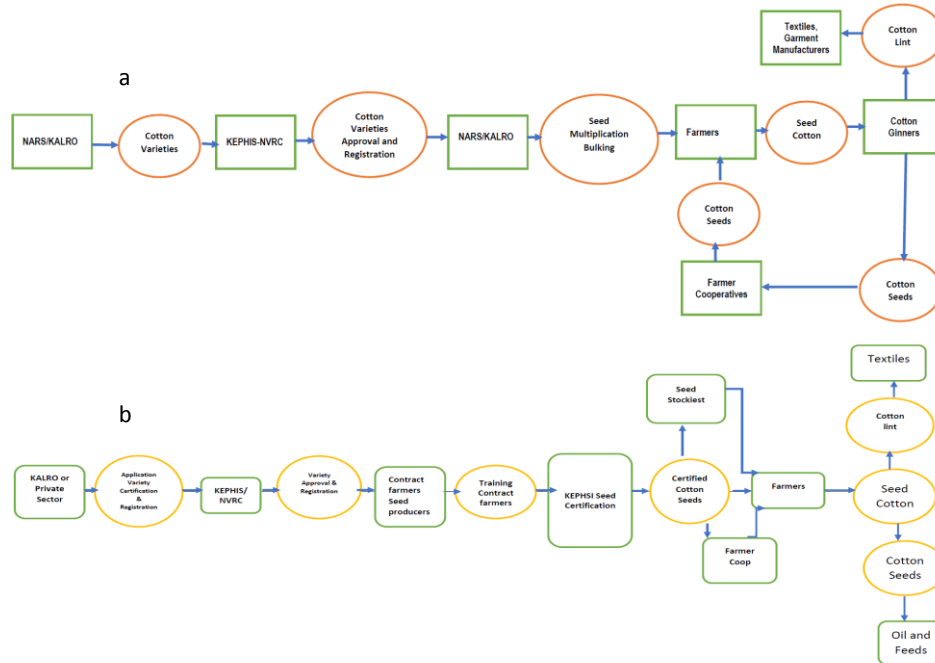 a
NARS/KALRO
Cotton
Varieties
KEPHIS-NVRC
Cotton
Varieties
Approval and
Registration
NARS/KALRO
Seed
Multiplication
Bulking
Farmers
Seed
Cotton
Cotton
Ginners
Cotton
Lint
Textiles,
Garment
Manufacturers
Cotton
Seeds
Farmer
Cooperatives
Cotton
Seeds
b
KALRO or
Private
Sector
Application
Variety
Certification
&
Registration
KEPHIS/
NVRC
Variety
Approval &
Registration
Contract
farmers
Seed
producers
Training
Contract
farmers
KEPHSI Seed
Certification
Certified
Cotton
Seeds
Seed
Stockiest
Farmer
Coop
Farmers
Seed
Cotton
Cotton
lint
Textiles
Cotton
Seeds
Oil and
Feeds